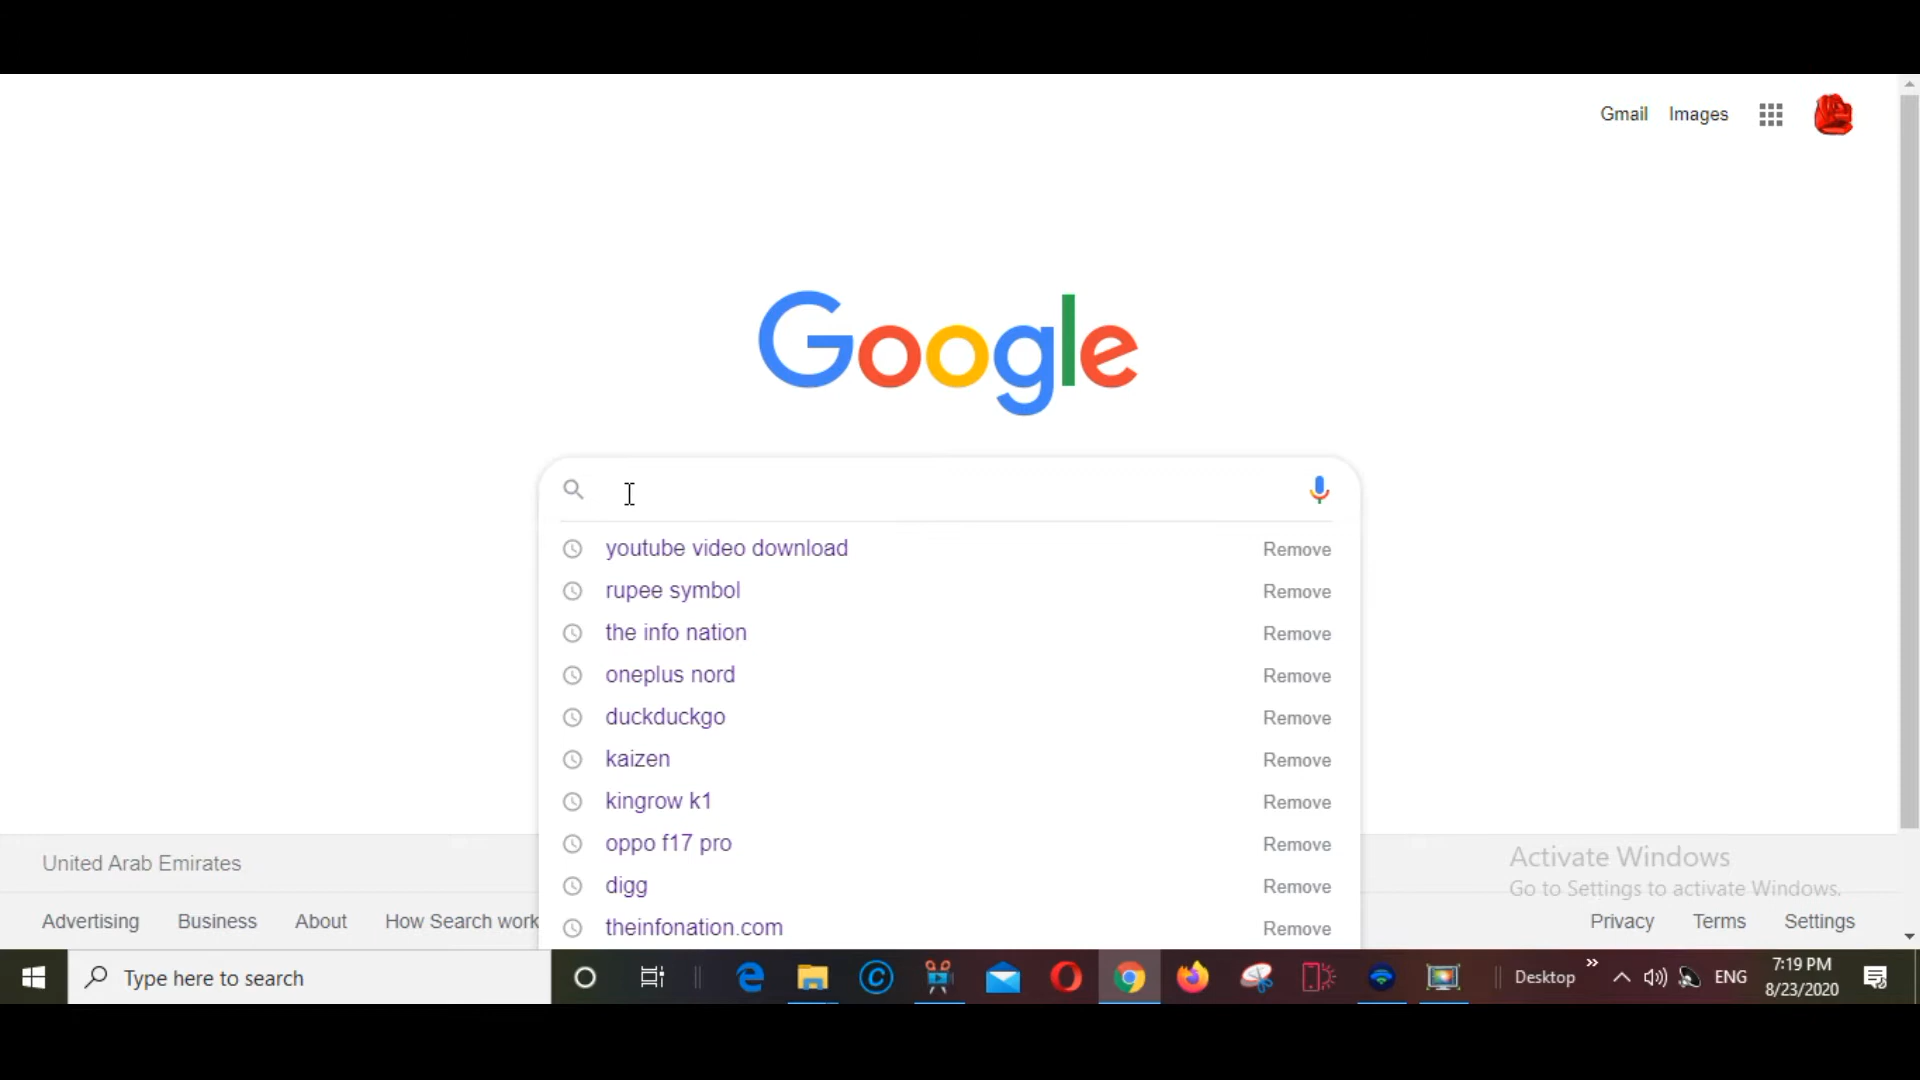 Gmail Images
Google
youtube video download Remove
rupee symbol Remove
the info nation Remove
oneplus nord Remove
duckduckgo Remove
kaizen Remove
kingrow k1 Remove
oppo f17 pro Remove
digg Remove
theinfonation.com Remove
United Arab Emirates
Activate Windows
Go to Settings to activate Windows.
Advertising Business About How Search work
Privacy Terms Settings
Type here to search
Desktop
ENG
7:19 PM
8/23/2020